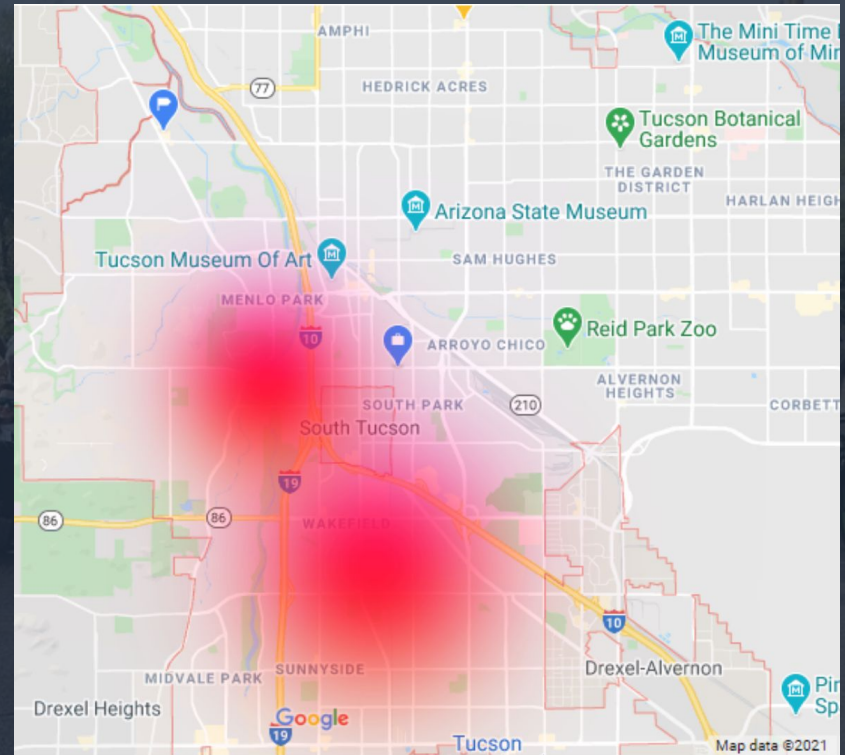 AMPHI
The Mini Time
Museum of Mir
77
HEDRICK ACRES
Tucson Botanical
Gardens
THE GARDEN
DISTRICT
HARLAN HEIGH
Arizona State Museum
Tucson Museum Of Art
SAM HUGHES
MENLO PARK
10
Reid Park Zoo
ARROYO CHICO
ALVERNON
HEIGHTS
SOUTH PARK
210
CORBETT
South Tucson
19
86
86
WAKEFIELD
10
SUNNYSIDE
MIDVALE PARK
Drexel-Alvernon
Pi
Sp
Drexel Heights
Google
19
Tucson
Map data ©2021